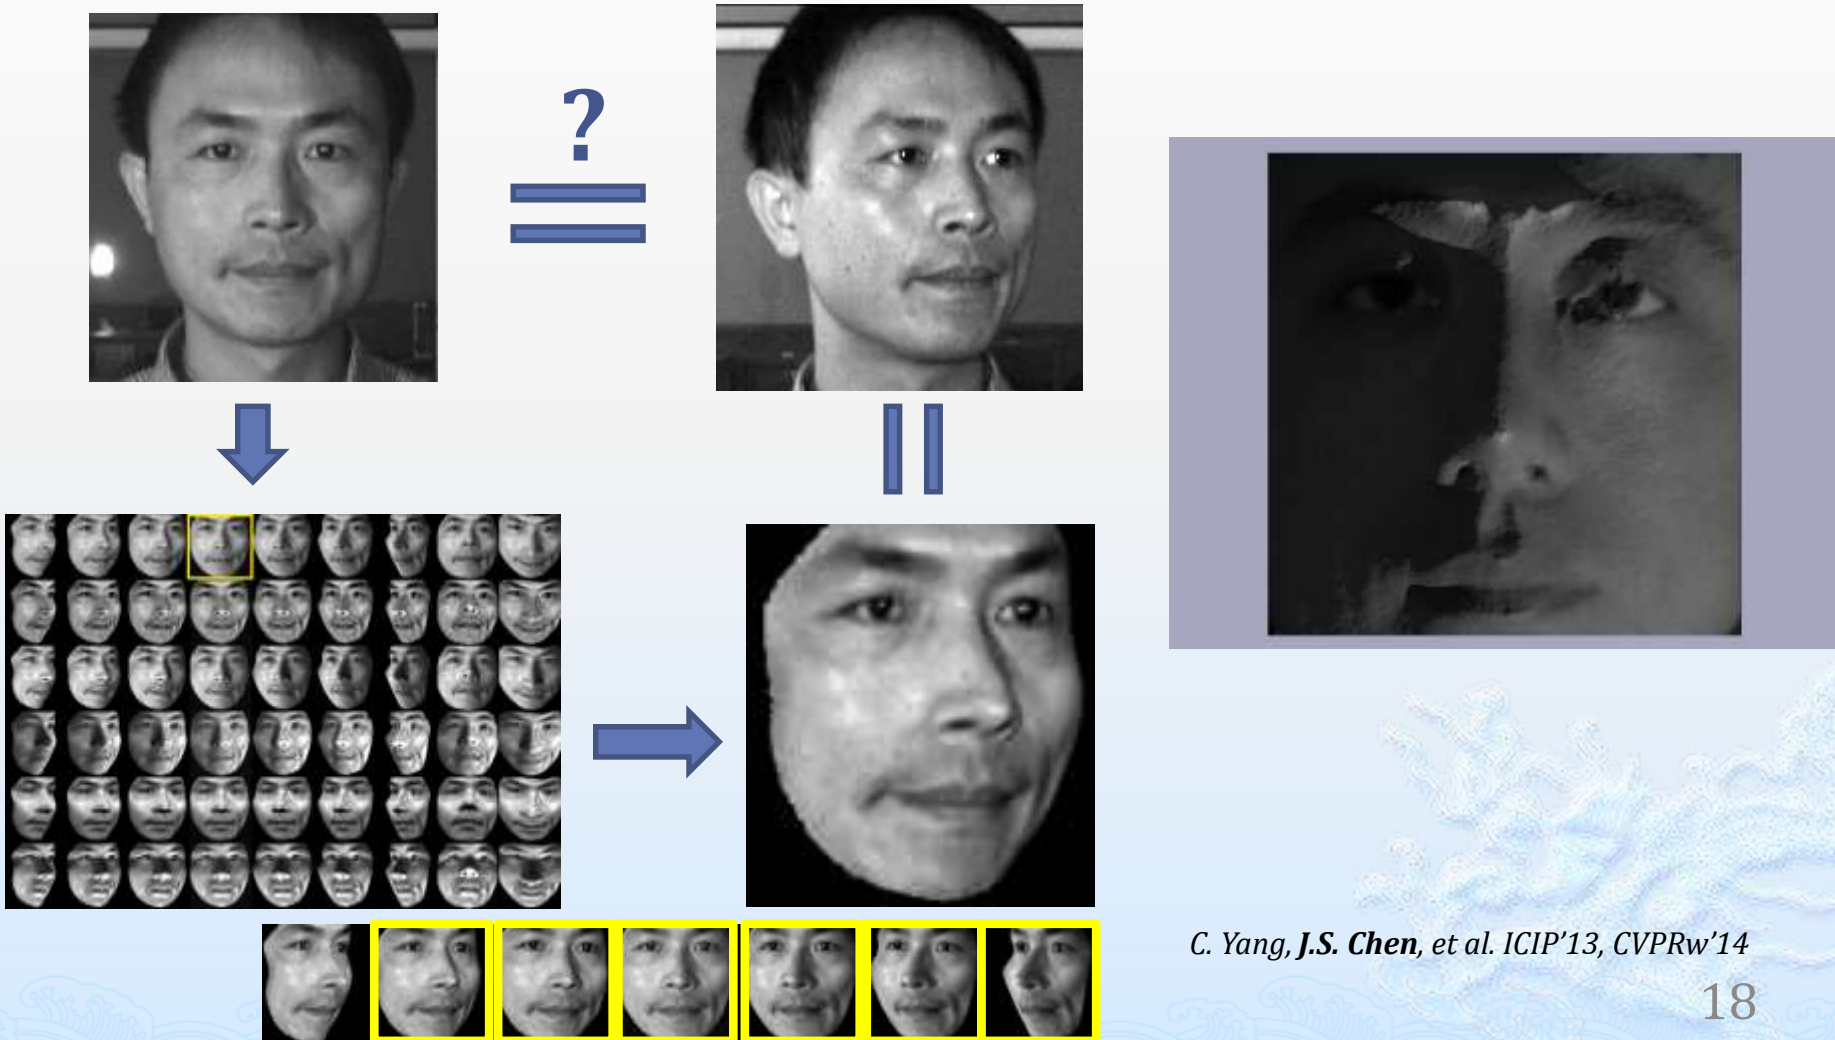 ?
C. Yang, J.S. Chen, et al. ICIP’13, CVPRw’14
18